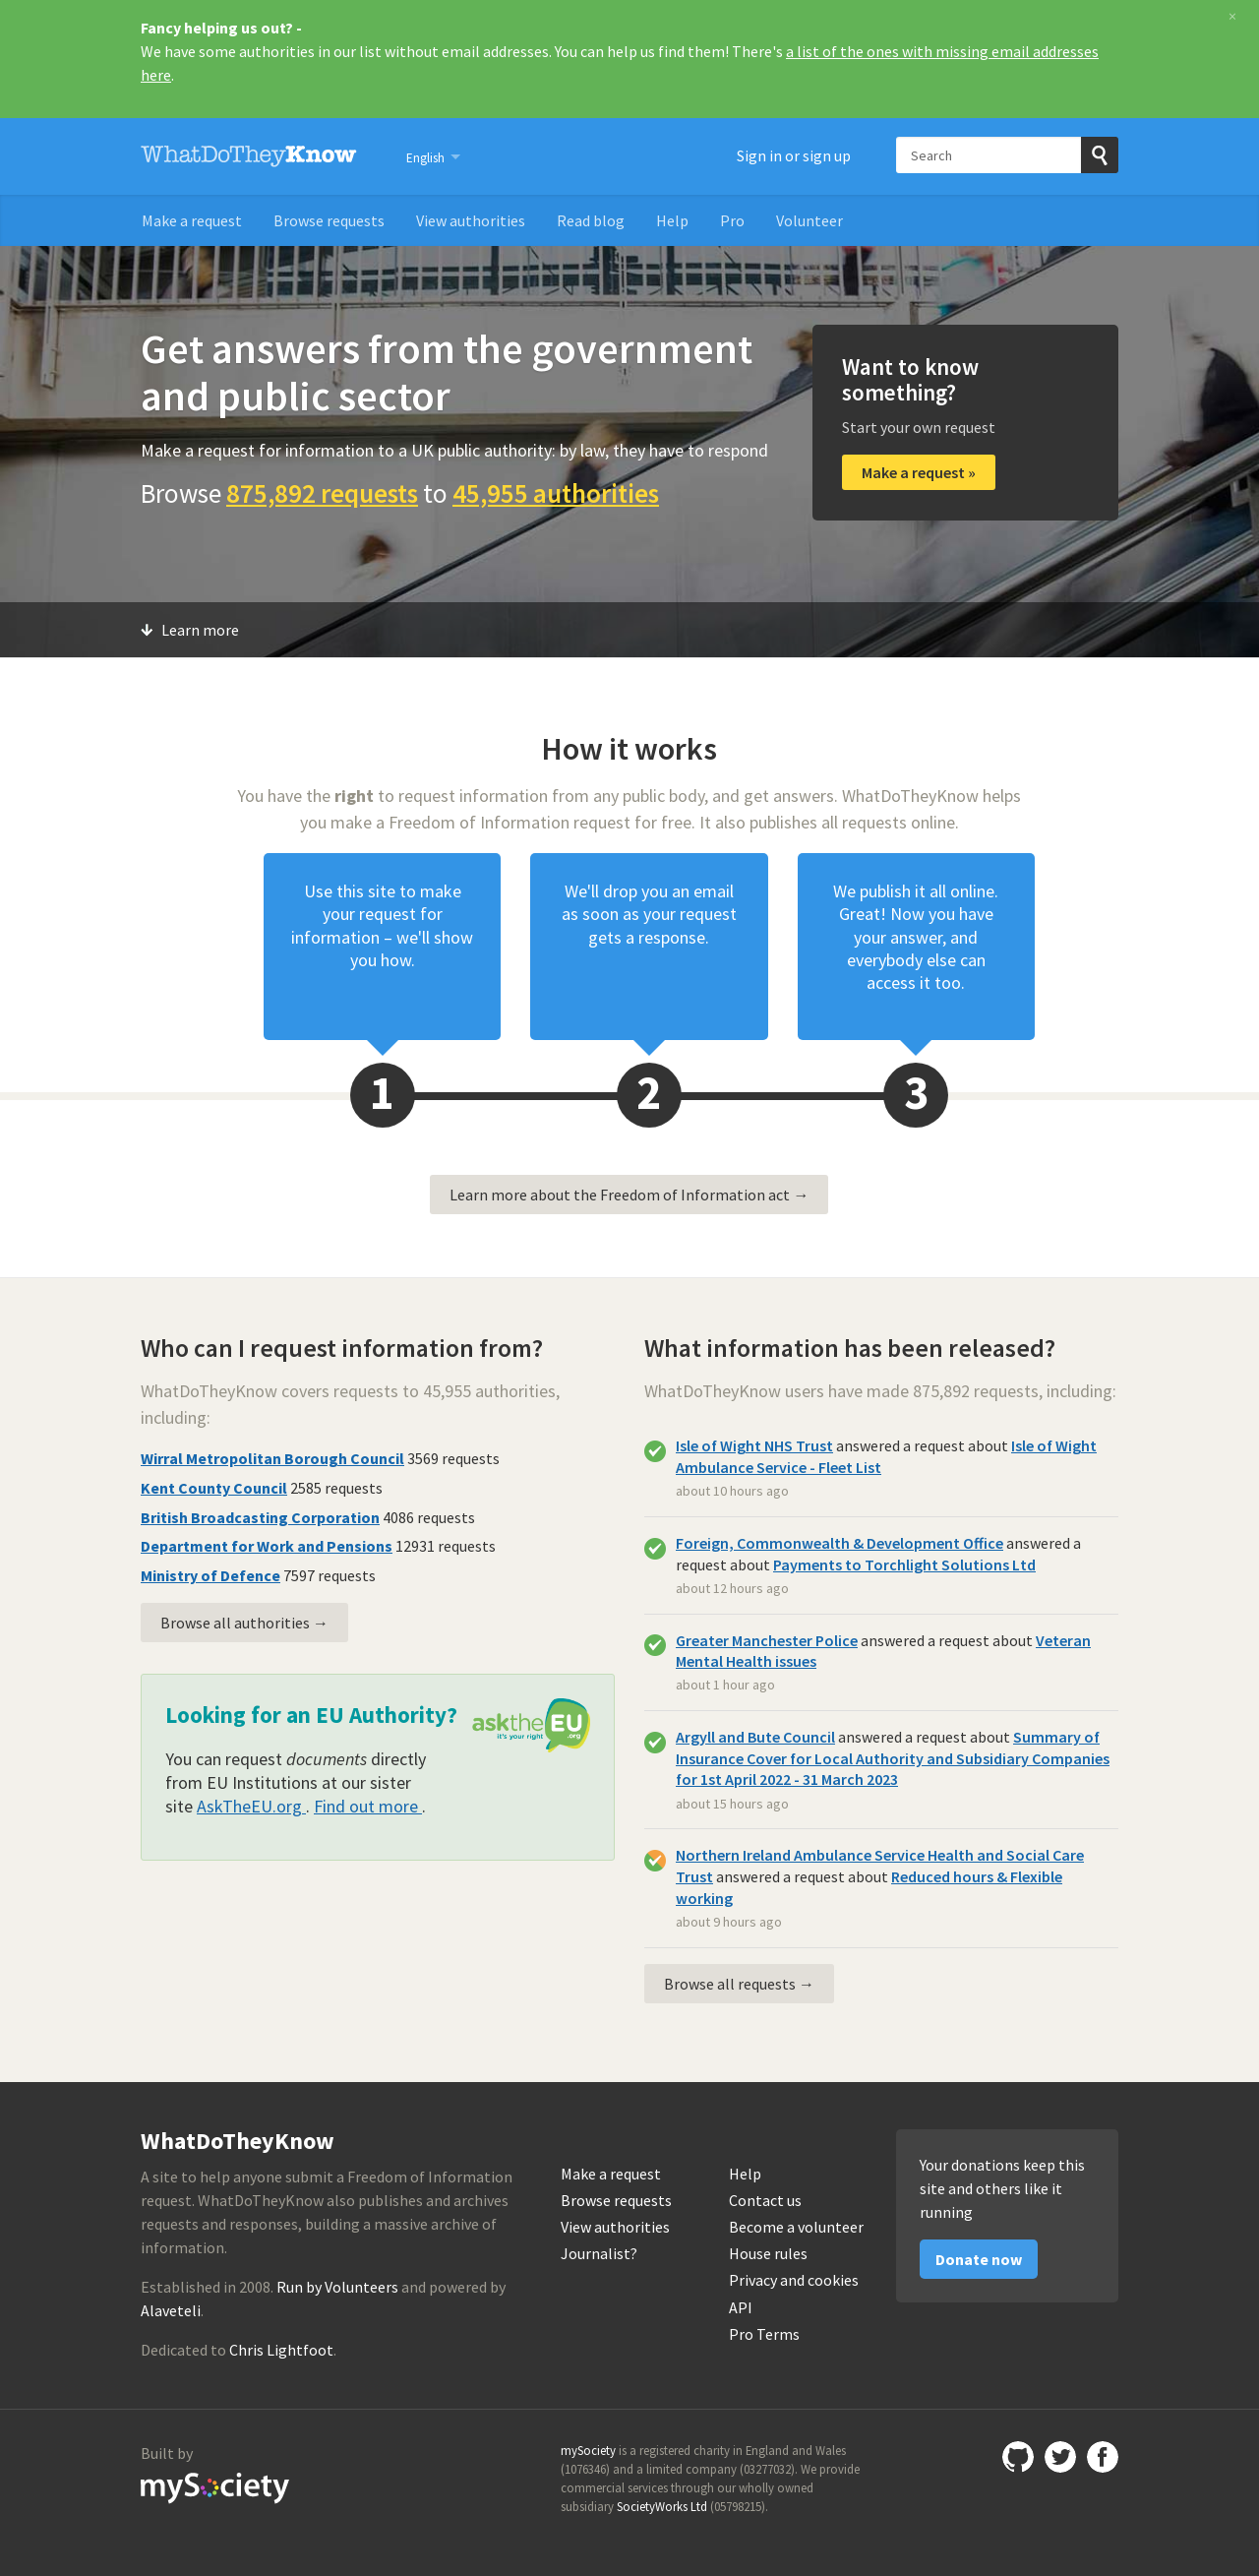 Fancy helping us out? -
We have some authorities in our list without email addresses. You can help us find them! There's a list of the ones with missing email addresses
here.
×
WhatDoTheyKnow
English
Sign in or sign up
Search
Make a request
Browse requests
View authorities
Read blog
Help
Pro
Volunteer
Get answers from the government
and public sector
Make a request for information to a UK public authority: by law, they have to respond
Browse 875,892 requests to 45,955 authorities
Want to know
something?
Start your own request
Make a request »
Learn more
How it works
You have the right to request information from any public body, and get answers. WhatDoTheyKnow helps
you make a Freedom of Information request for free. It also publishes all requests online.
Use this site to make
your request for
information – we'll show
you how.
We'll drop you an email
as soon as your request
gets a response.
We publish it all online.
Great! Now you have
your answer, and
everybody else can
access it too.
1
2
3
Learn more about the Freedom of Information act →
Who can I request information from?
WhatDoTheyKnow covers requests to 45,955 authorities,
including:
Wirral Metropolitan Borough Council 3569 requests
Kent County Council 2585 requests
British Broadcasting Corporation 4086 requests
Department for Work and Pensions 12931 requests
Ministry of Defence 7597 requests
Browse all authorities →
Looking for an EU Authority?
asktheEU
it's your right .org
You can request documents directly
from EU Institutions at our sister
site AskTheEU.org . Find out more .
What information has been released?
WhatDoTheyKnow users have made 875,892 requests, including:
Isle of Wight NHS Trust answered a request about Isle of Wight
Ambulance Service - Fleet List
about 10 hours ago
Foreign, Commonwealth & Development Office answered a
request about Payments to Torchlight Solutions Ltd
about 12 hours ago
Greater Manchester Police answered a request about Veteran
Mental Health issues
about 1 hour ago
Argyll and Bute Council answered a request about Summary of
Insurance Cover for Local Authority and Subsidiary Companies
for 1st April 2022 - 31 March 2023
about 15 hours ago
Northern Ireland Ambulance Service Health and Social Care
Trust answered a request about Reduced hours & Flexible
working
about 9 hours ago
Browse all requests →
WhatDoTheyKnow
A site to help anyone submit a Freedom of Information
request. WhatDoTheyKnow also publishes and archives
requests and responses, building a massive archive of
information.
Established in 2008. Run by Volunteers and powered by
Alaveteli.
Dedicated to Chris Lightfoot.
Make a request
Browse requests
View authorities
Journalist?
Help
Contact us
Become a volunteer
House rules
Privacy and cookies
API
Pro Terms
Your donations keep this
site and others like it
running
Donate now
Built by
mySociety
mySociety is a registered charity in England and Wales
(1076346) and a limited company (03277032). We provide
commercial services through our wholly owned
subsidiary SocietyWorks Ltd (05798215).